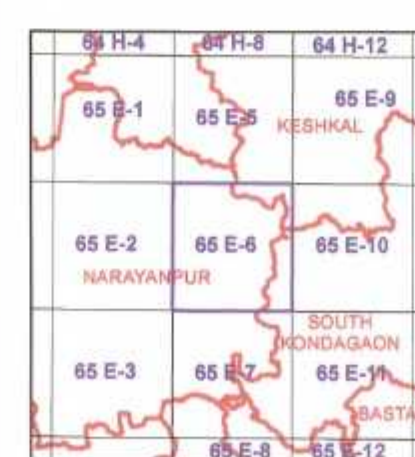 64 H-4 64 H-8 64 H-12
65 E-1 65 E-5 65 E-9
KESHKAL
65 E-2 65 E-6 65 E-10
NARAYANPUR
SOUTH
KONDAGAON
65 E-3 65 E-7 65 E-11
BASTA
65 E-8 65 E-12